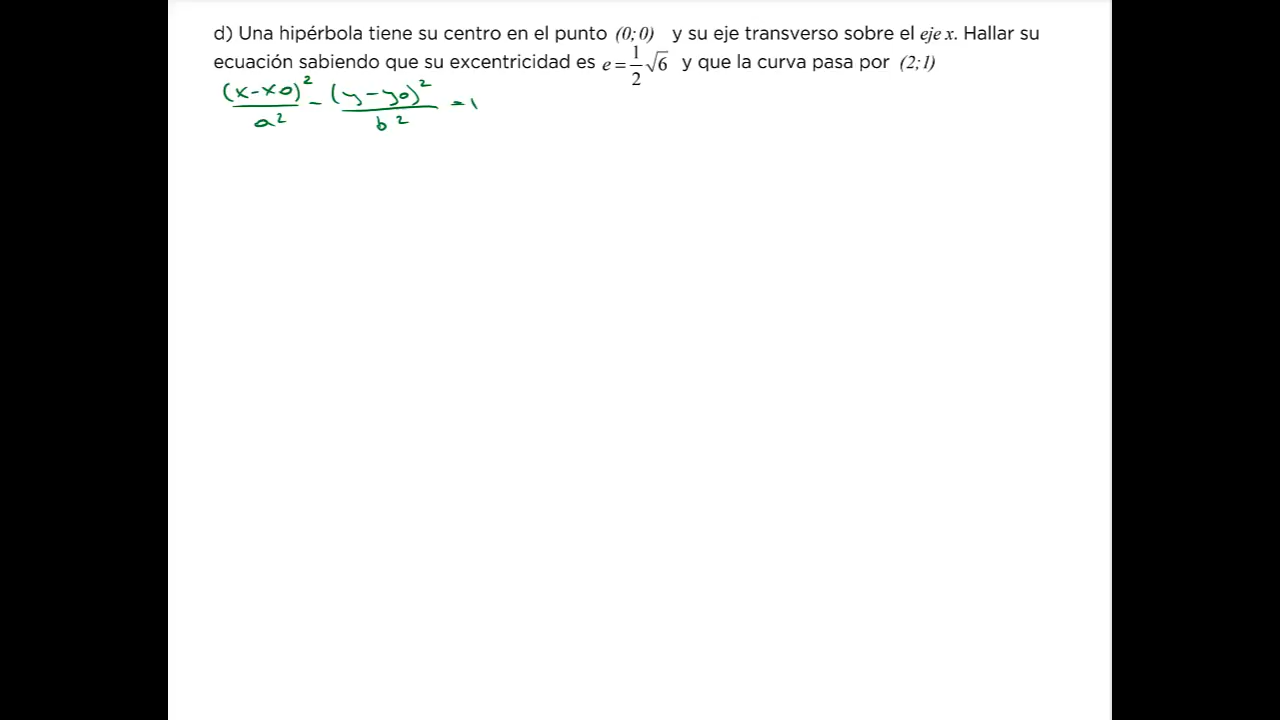 d) Una hipérbola tiene su centro en el punto (0;0) y su eje transverso sobre el eje x. Hallar su
ecuación sabiendo que su excentricidad es e = 1/2 √6 y que la curva pasa por (2;1)
(x-x0)²/a² - (y-y0)²/b² = 1